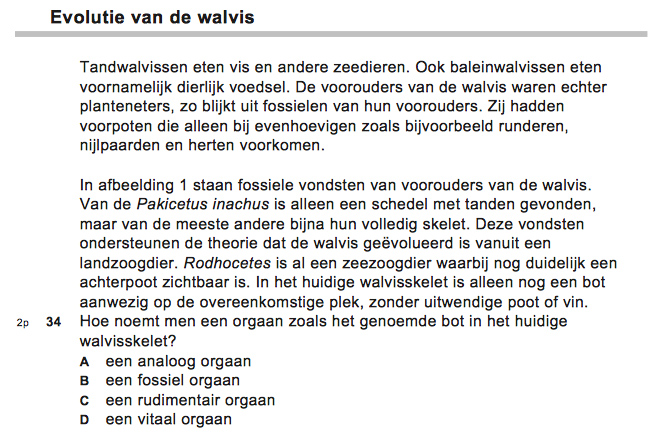 Evolutie van de walvis
Tandwalvissen eten vis en andere zeedieren. Ook baleinwalvissen eten
voornamelijk dierlijk voedsel. De voorouders van de walvis waren echter
planteneters, zo blijkt uit fossielen van hun voorouders. Zij hadden
voorpoten die alleen bij evenhoevigen zoals bijvoorbeeld runderen,
nijlpaarden en herten voorkomen.
In afbeelding 1 staan fossiele vondsten van voorouders van de walvis.
Van de Pakicetus inachus is alleen een schedel met tanden gevonden,
maar van de meeste andere bijna hun volledig skelet. Deze vondsten
ondersteunen de theorie dat de walvis geëvolueerd is vanuit een
landzoogdier. Rodhocetes is al een zeezoogdier waarbij nog duidelijk een
achterpoot zichtbaar is. In het huidige walvisskelet is alleen nog een bot
aanwezig op de overeenkomstige plek, zonder uitwendige poot of vin.
2p 34 Hoe noemt men een orgaan zoals het genoemde bot in het huidige
walvisskelet?
A een analoog orgaan
B een fossiel orgaan
C een rudimentair orgaan
D een vitaal orgaan